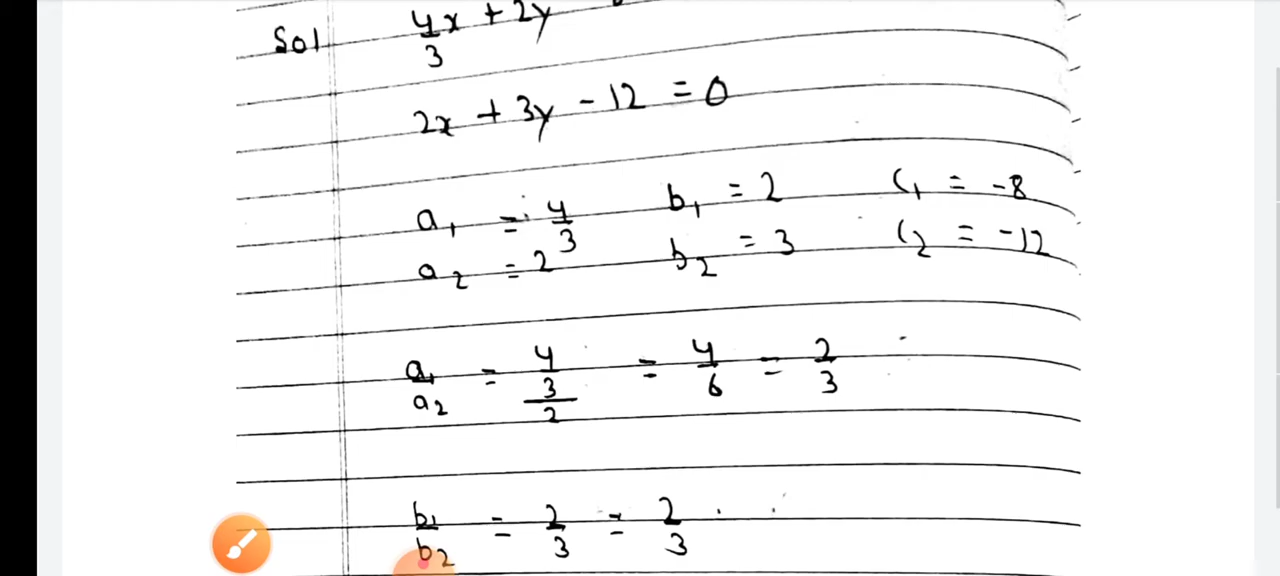 Sol 4/3 x + 2y
2x + 3y - 12 = 0
a₁ = 4/3 b₁ = 2 C₁ = -8
a₂ = 2 b₂ = 3 C₂ = -12
a₁/a₂ = 4/3/2 = 4/6 = 2/3
b₁/b₂ = 2/3 = 2/3